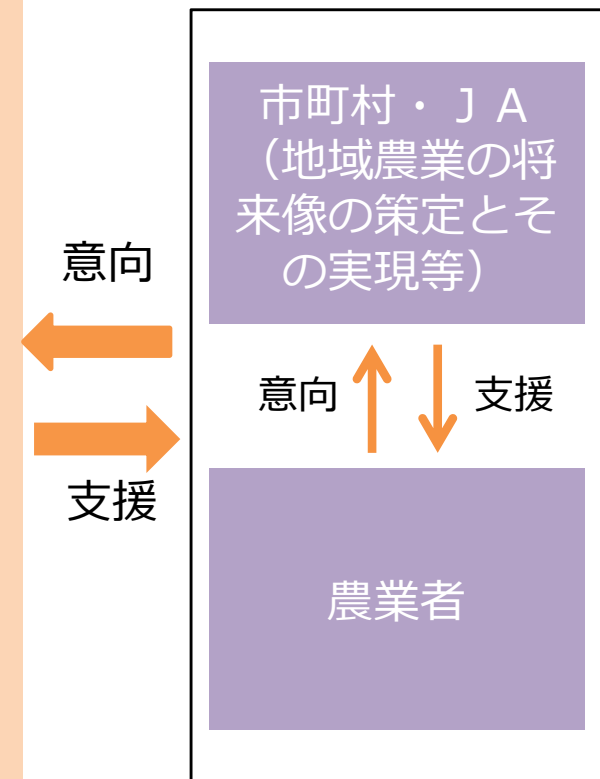 市町村・ＪＡ
（地域農業の将
来像の策定とそ
の実現等）
意向
支援
意向
支援
農業者